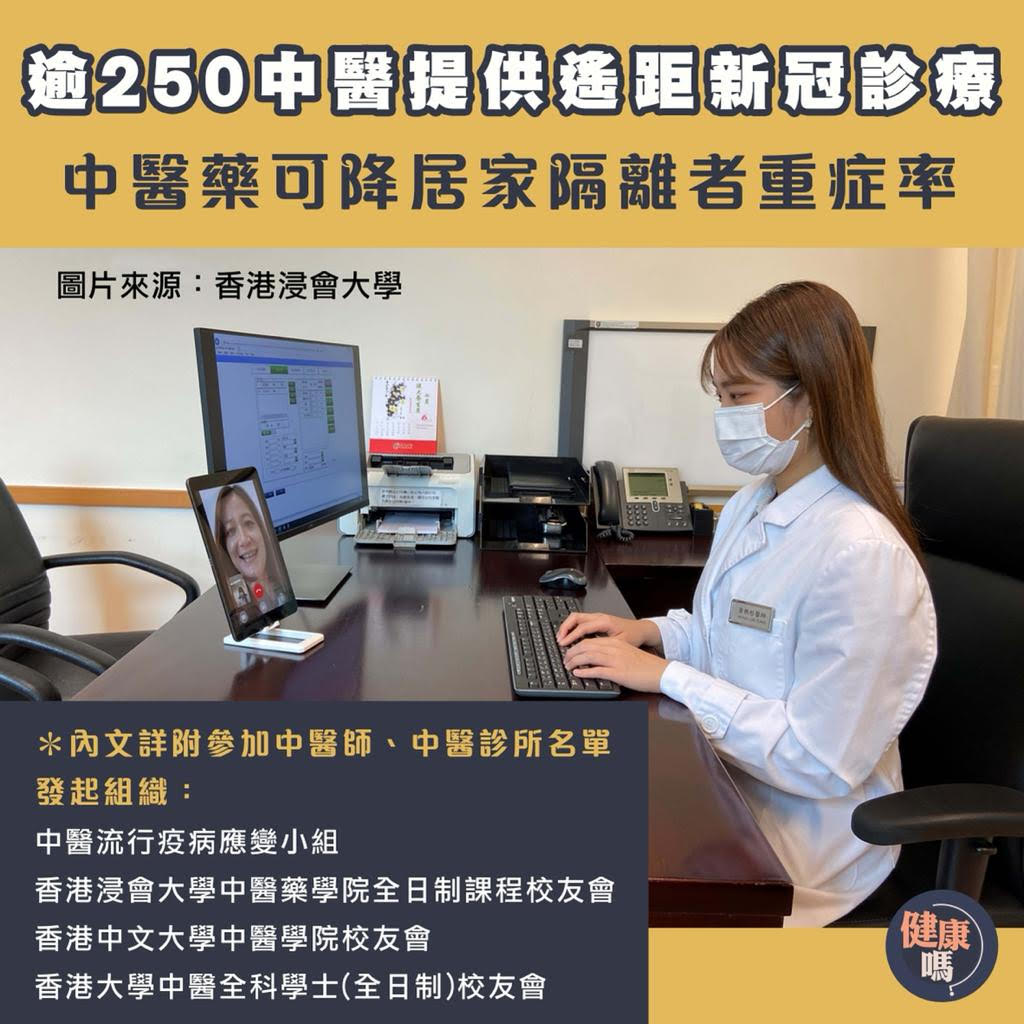 逾250中醫提供遙距新冠診療
中醫藥可降居家隔離者重症率
圖片來源：香港浸會大學
＊內文詳附參加中醫師、中醫診所名單
發起組織：
中醫流行疫病應變小組
香港浸會大學中醫藥學院全日制課程校友會
香港中文大學中醫學院校友會
香港大學中醫全科學士(全日制)校友會
健康
嗎?